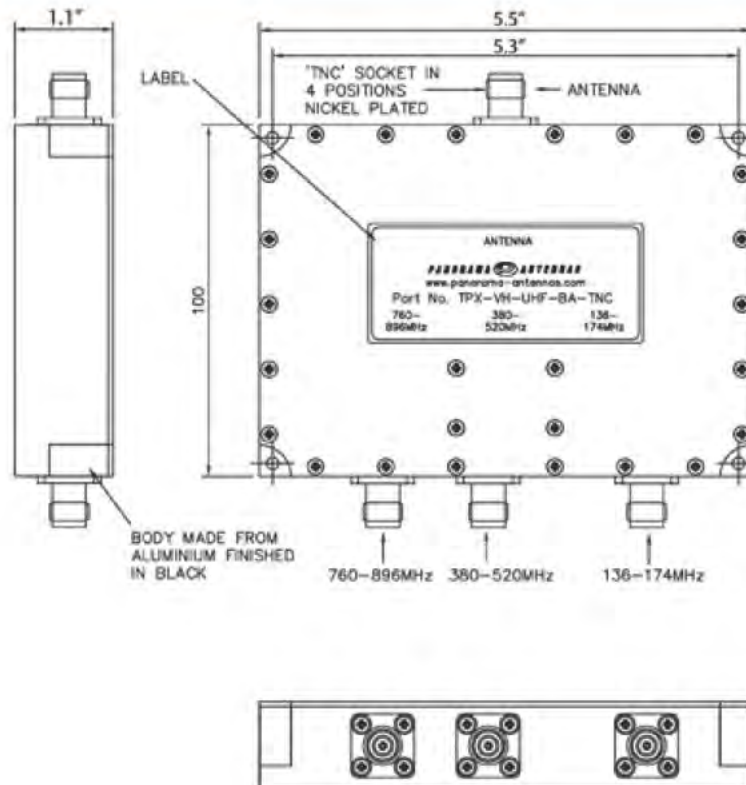 1.1"
5.5"
5.3"
LABEL
'TNC' SOCKET IN
4 POSITIONS
NICKEL PLATED
ANTENNA
100
ANTENNA
PANORAMA ANTENNAS
www.panorama-antennas.com
Part No. TPX-VH-UHF-BA-TNC
760- 380- 136-
896MHz 520MHz 174MHz
BODY MADE FROM
ALUMINIUM FINISHED
IN BLACK
760-896MHz 380-520MHz 136-174MHz